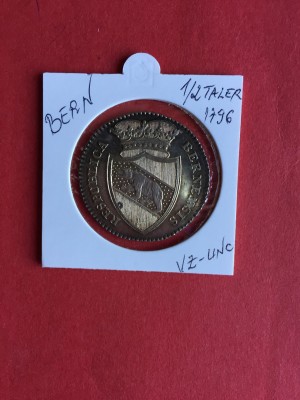 BERN
1/2 TALER
1796
RESPUBLICA
BERNENSIS
VZ-UNC